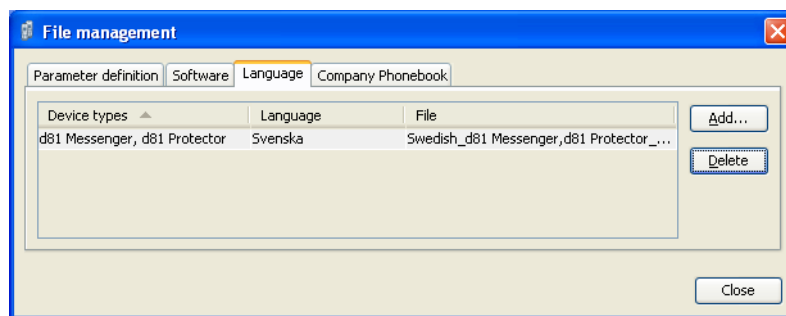 File management
Parameter definition Software Language Company Phonebook
Device types Language File
d81 Messenger, d81 Protector Svenska Swedish_d81 Messenger,d81 Protector_...
Add...
Delete
Close